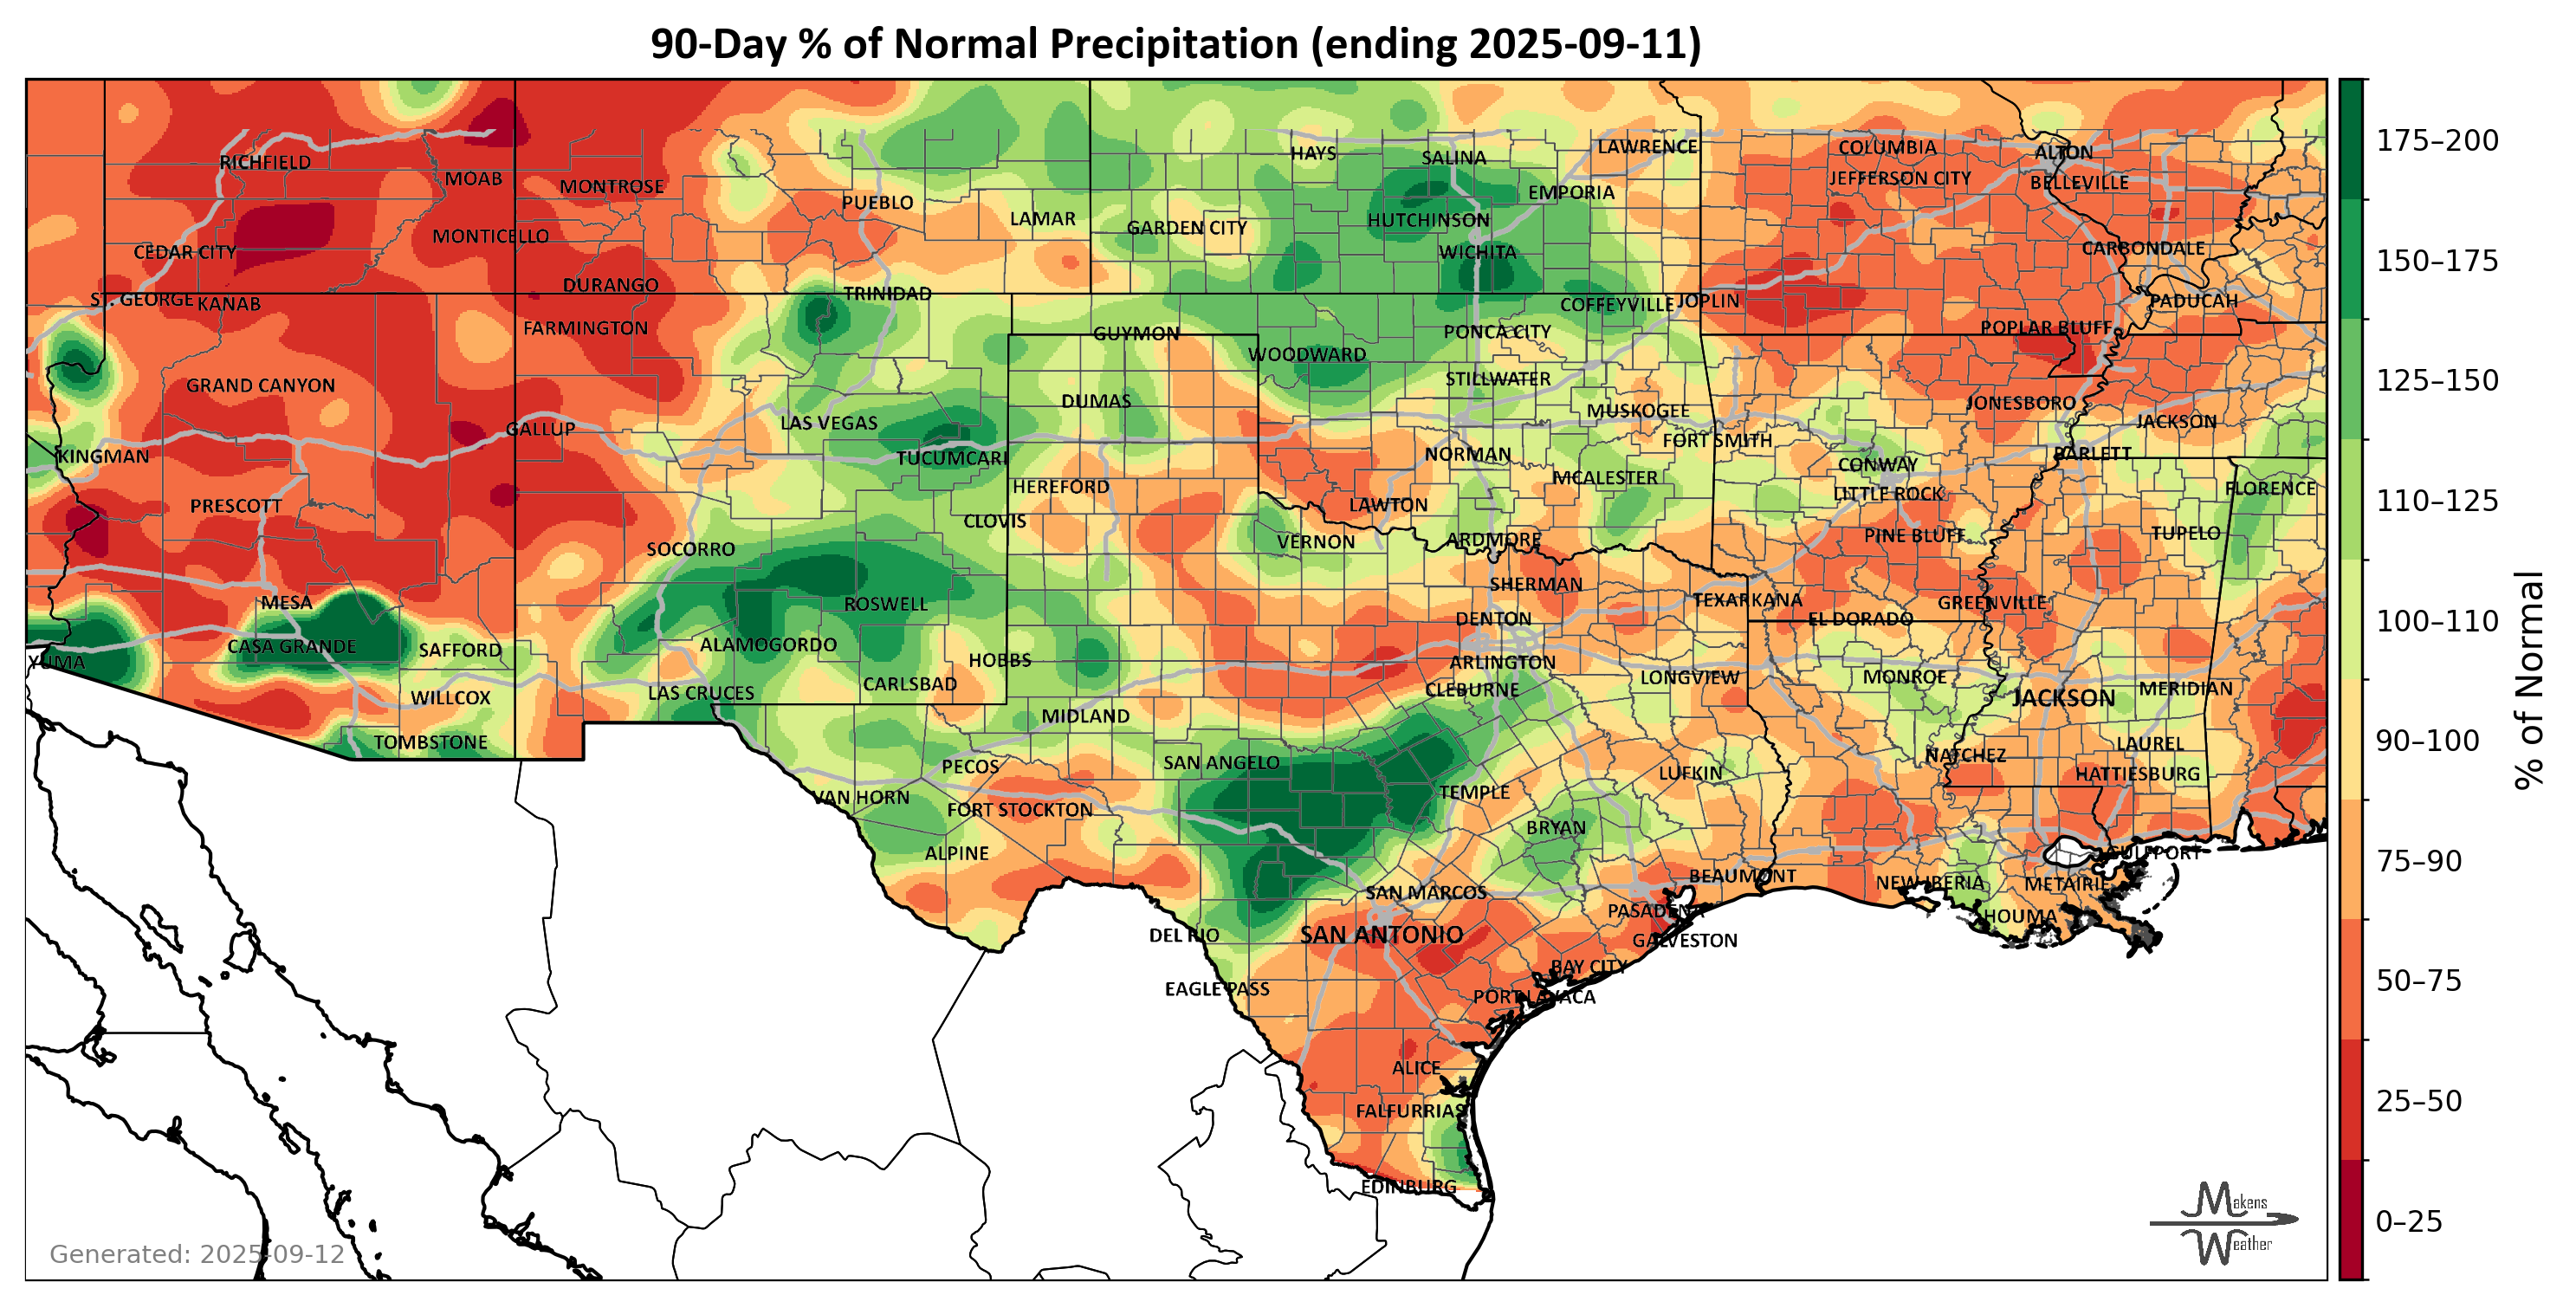 90-Day % of Normal Precipitation (ending 2025-09-11)
HAYS
SALINA
LAWRENCE
COLUMBIA
ALTON
RICHFIELD
MOAB
MONTROSE
JEFFERSON CITY
BELLEVILLE
PUEBLO
EMPORIA
LAMAR
GARDEN CITY
HUTCHINSON
MONTICELLO
CEDAR CITY
WICHITA
CARBONDALE
DURANGO
TRINIDAD
ST. GEORGE
KANAB
COFFEYVILLE
JOPLIN
PADUCAH
FARMINGTON
GUYMON
PONCA CITY
POPLAR BLUFF
WOODWARD
GRAND CANYON
STILLWATER
DUMAS
MUSKOGEE
JONESBORO
GALLUP
LAS VEGAS
JACKSON
FORT SMITH
KINGMAN
TUCUMCARI
NORMAN
BARLETT
CONWAY
MCALESTER
HEREFORD
LITTLE ROCK
FLORENCE
PRESCOTT
LAWTON
CLOVIS
VERNON
ARDMORE
PINE BLUFF
TUPELO
SOCORRO
SHERMAN
MESA
ROSWELL
TEXARKANA
GREENVILLE
DENTON
EL DORADO
CASA GRANDE
SAFFORD
ALAMOGORDO
YUMA
HOBBS
ARLINGTON
LONGVIEW
MONROE
WILLCOX
LAS CRUCES
CARLSBAD
CLEBURNE
JACKSON
MERIDIAN
MIDLAND
TOMBSTONE
LAUREL
PECOS
SAN ANGELO
NATCHEZ
LUFKIN
HATTIESBURG
VAN HORN
FORT STOCKTON
TEMPLE
BRYAN
ALPINE
GULFPORT
BEAUMONT
NEW IBERIA
METAIRIE
SAN MARCOS
PASADENA
HOUMA
DEL RIO
SAN ANTONIO
GALVESTON
BAY CITY
EAGLE PASS
PORT LAVACA
ALICE
FALFURRIAS
EDINBURG
175–200
150–175
125–150
110–125
100–110
90–100
75–90
50–75
25–50
0–25
% of Normal
Makens
Weather
Generated: 2025-09-12